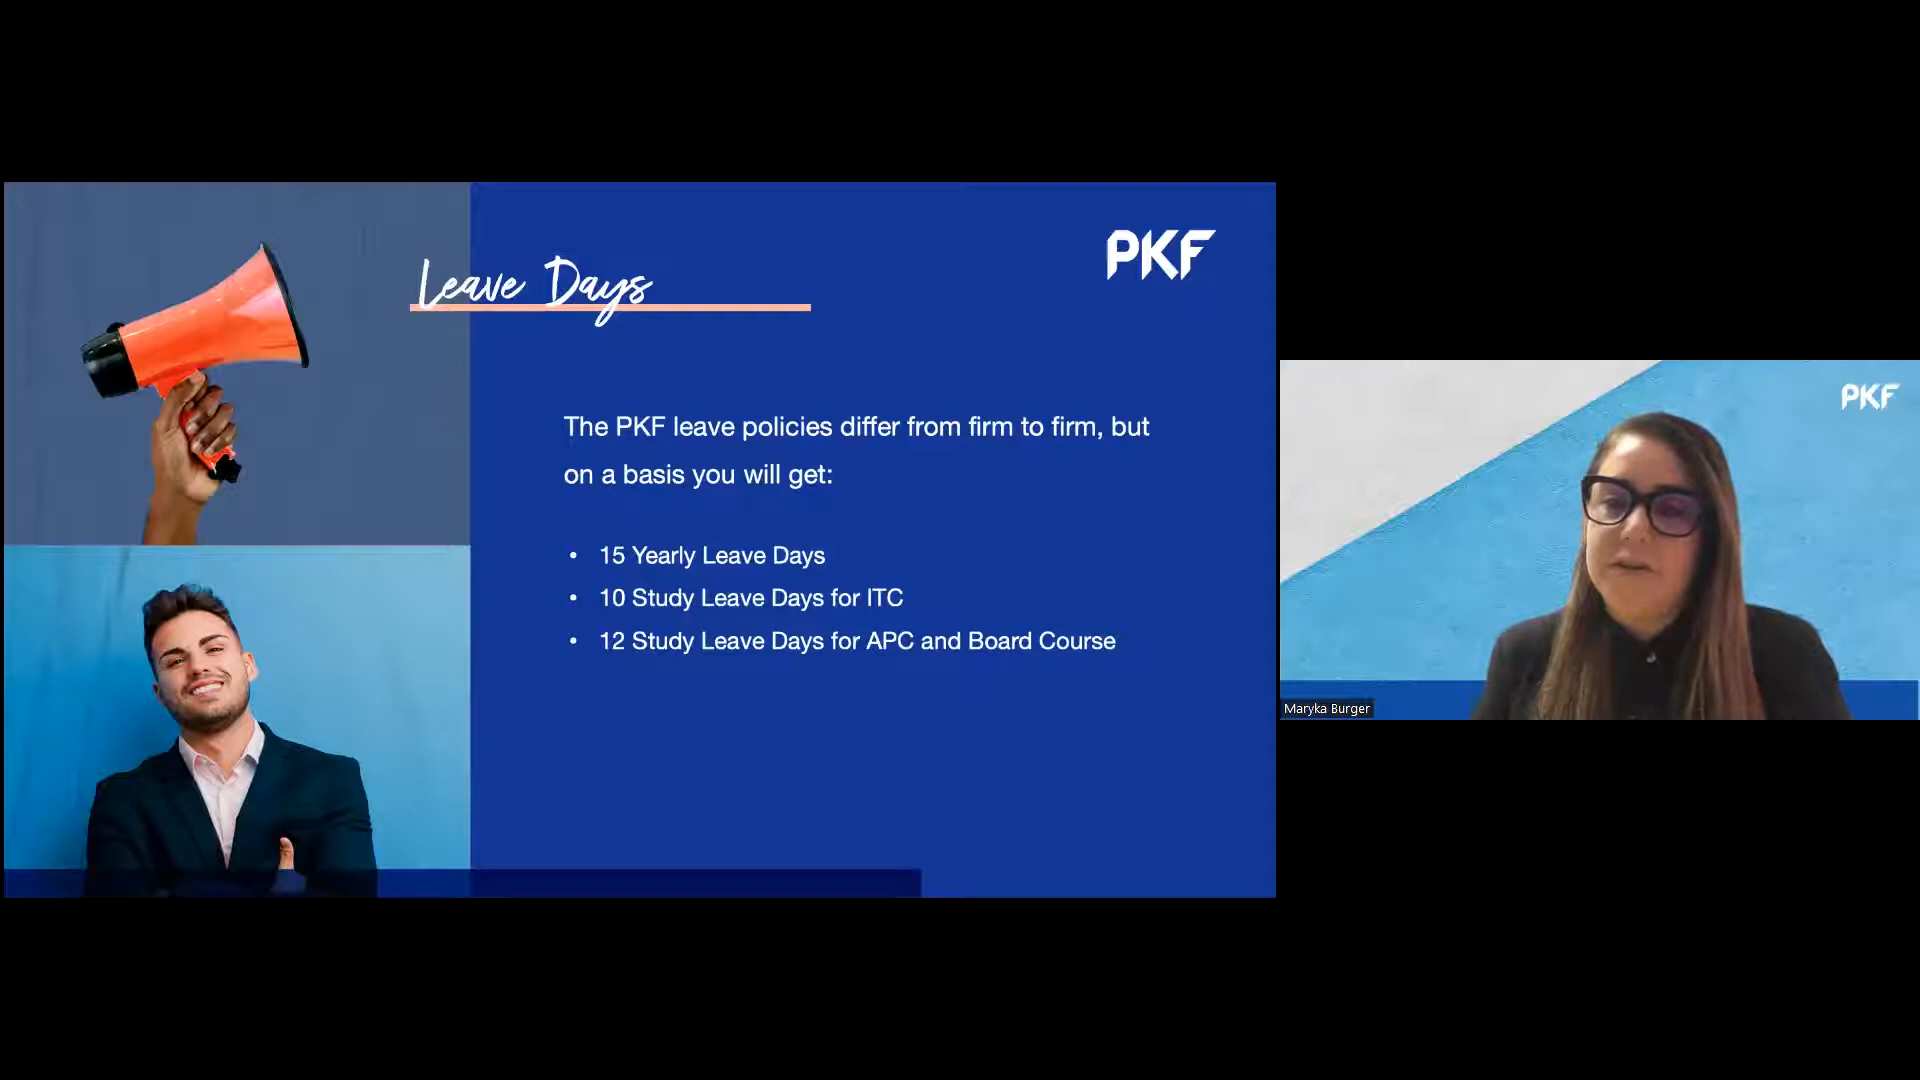 Leave Days
PKF
The PKF leave policies differ from firm to firm, but
on a basis you will get:
• 15 Yearly Leave Days
• 10 Study Leave Days for ITC
• 12 Study Leave Days for APC and Board Course
PKF
Maryka Burger